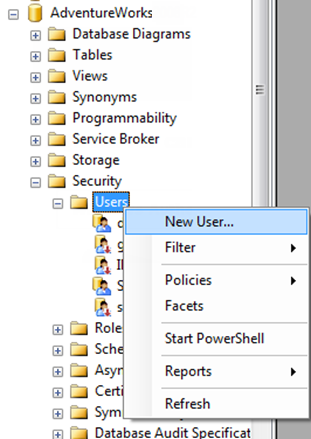 AdventureWorks
Database Diagrams
Tables
Views
Synonyms
Programmability
Service Broker
Storage
Security
Users
New User...
Filter
Policies
Facets
Start PowerShell
Reports
Refresh
Roles
Sche
Asyn
Certi
Sym
Database Audit Specificat